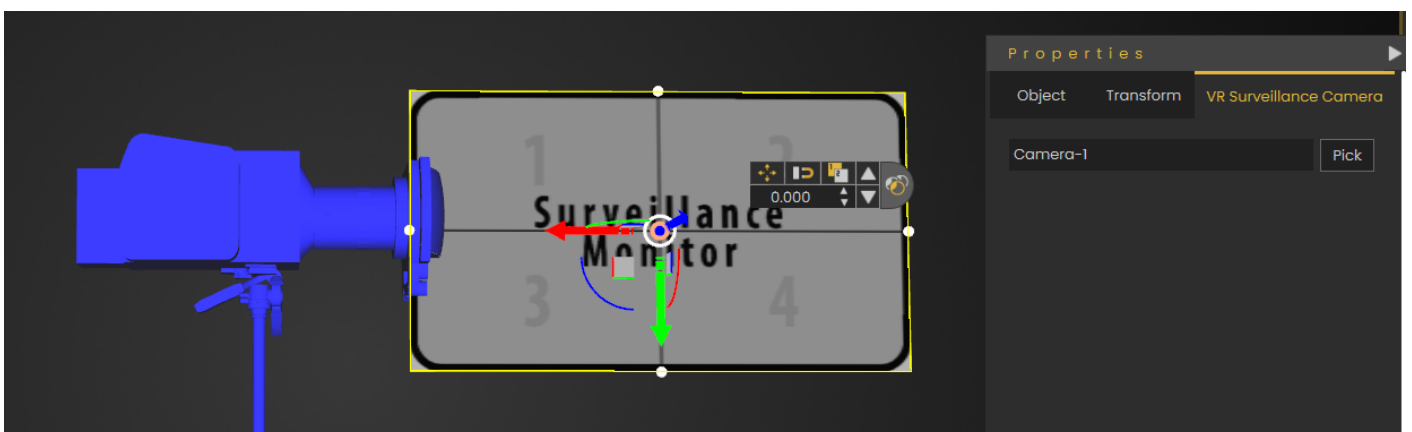 Properties
Object Transform VR Surveillance Camera
Camera-1 Pick
1 2
0.000
Surveillance
Monitor
3 4